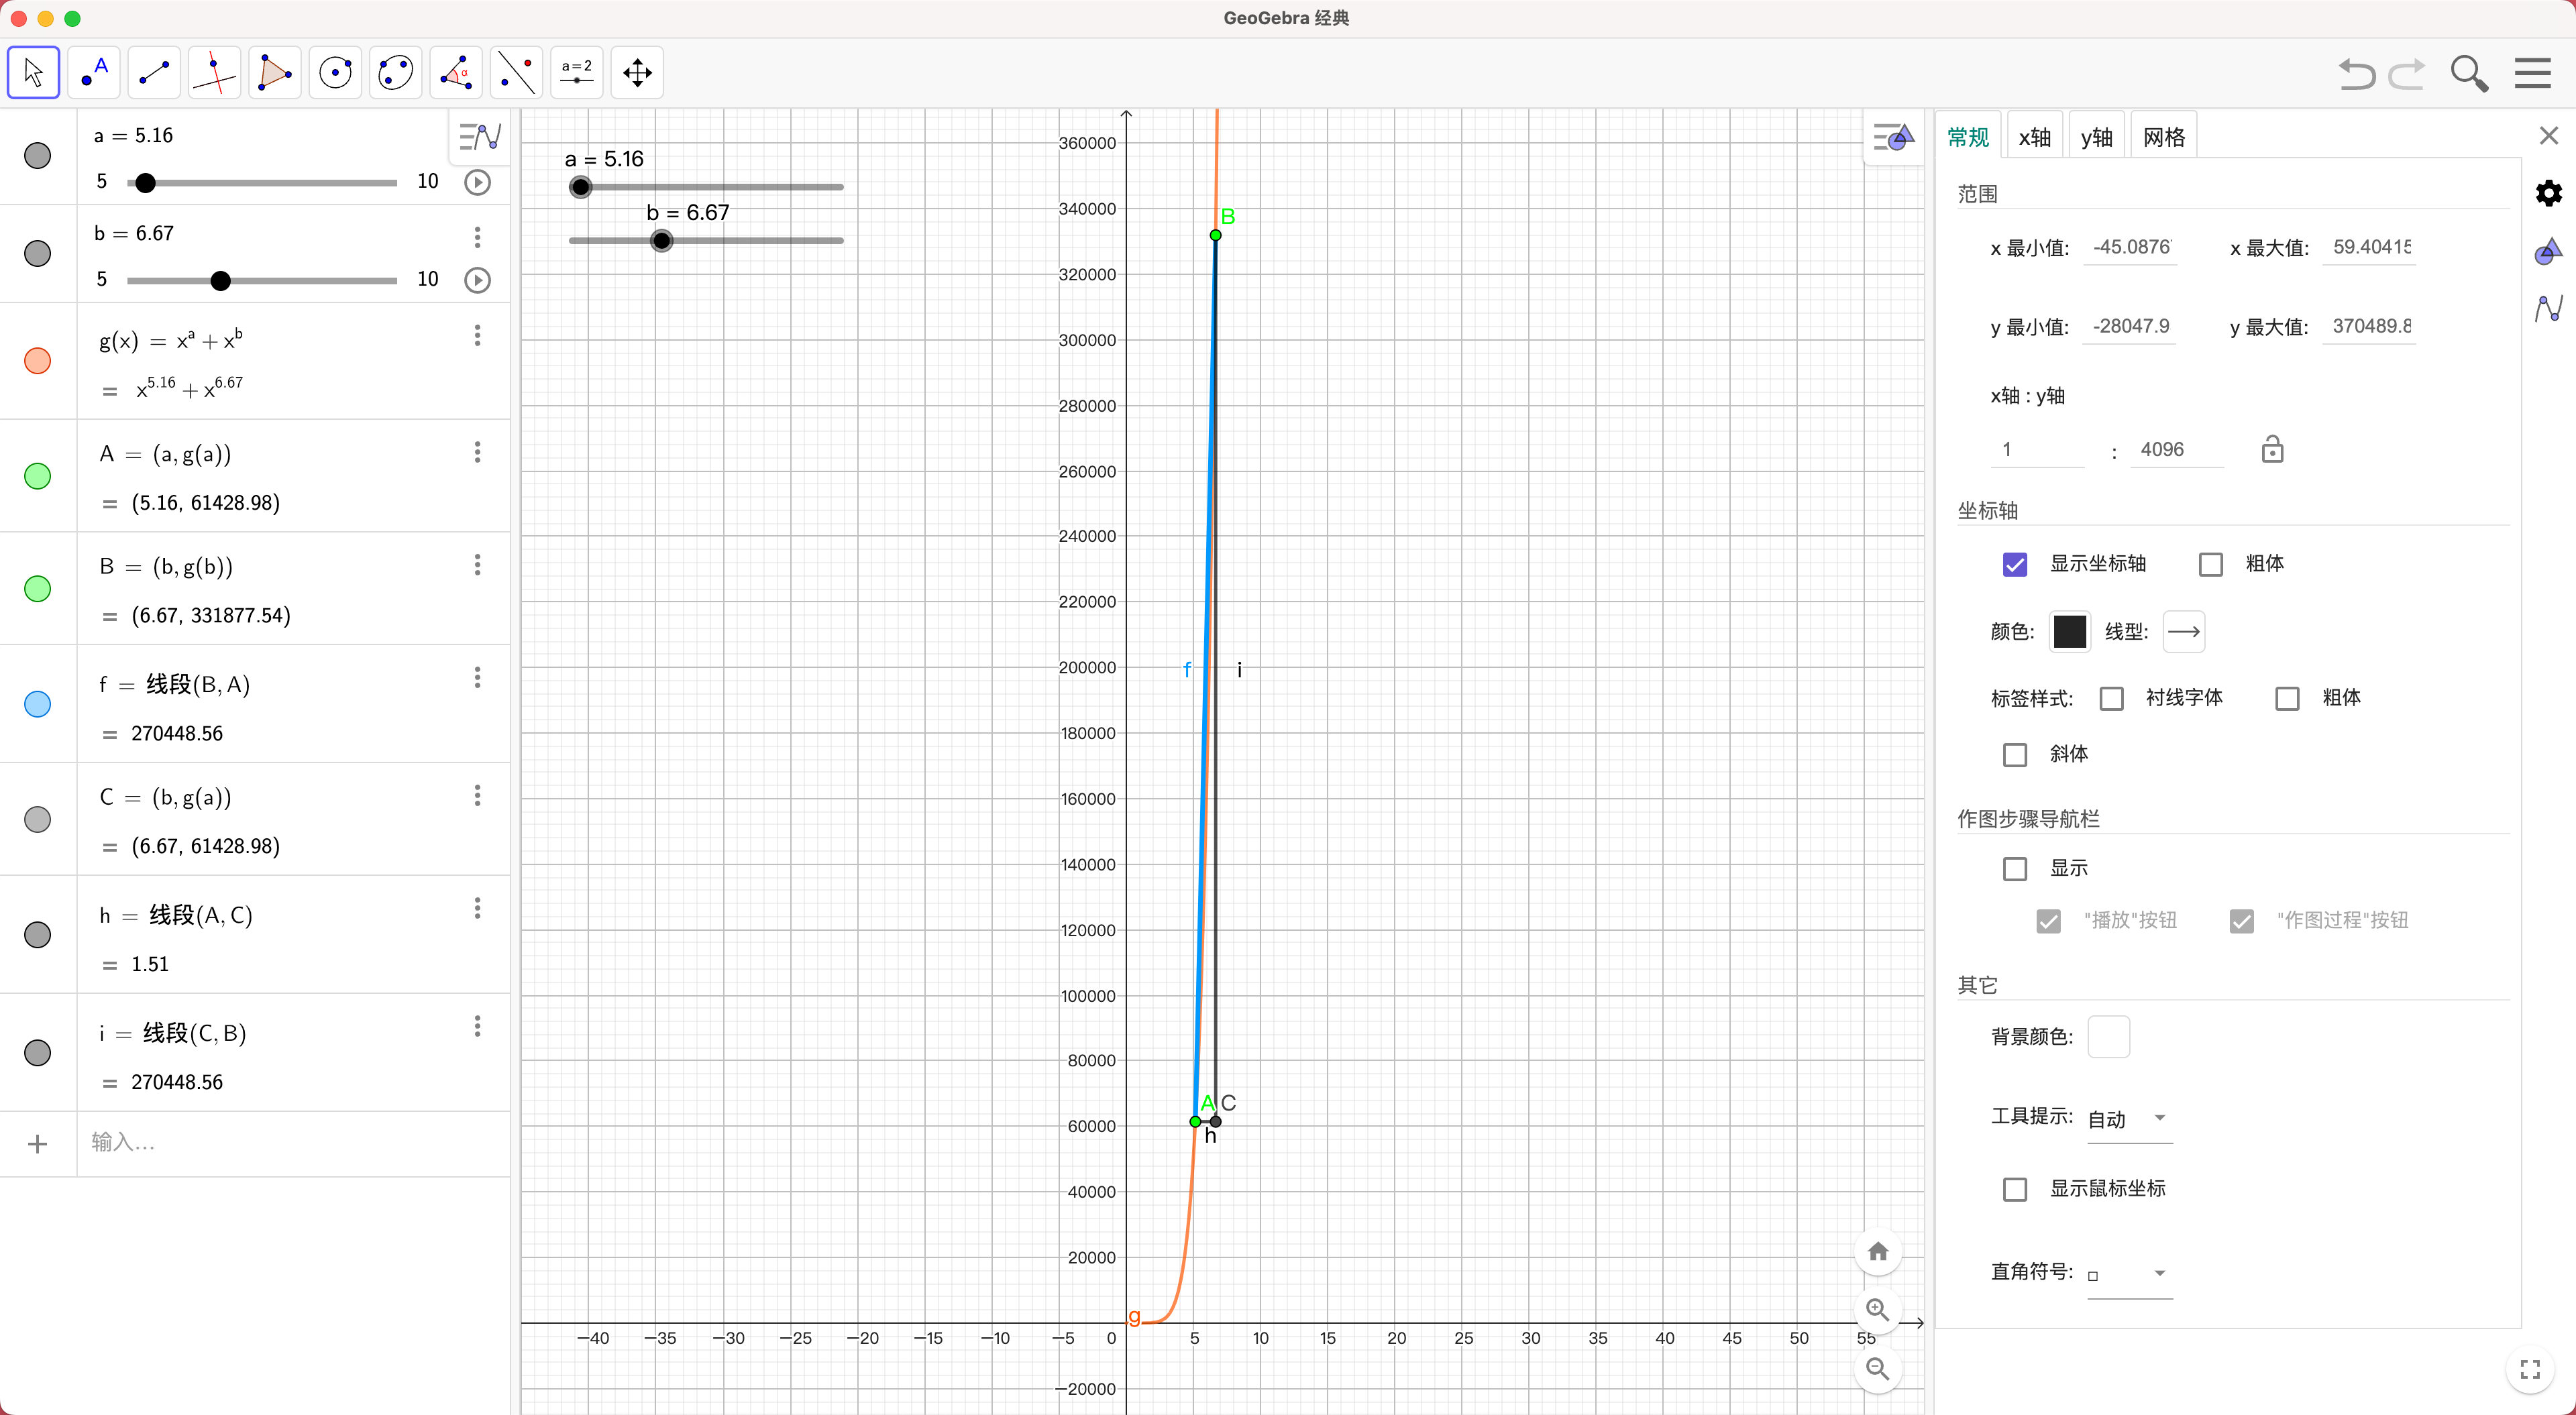 GeoGebra 经典
A
α
a=2
a = 5.16
5
10
b = 6.67
5
10
g(x) = xᵃ + xᵇ
= x⁵·¹⁶ + x⁶·⁶⁷
A = (a, g(a))
= (5.16, 61428.98)
B = (b, g(b))
= (6.67, 331877.54)
f = 线段(B, A)
= 270448.56
C = (b, g(a))
= (6.67, 61428.98)
h = 线段(A, C)
= 1.51
i = 线段(C, B)
= 270448.56
+ 输入…
a = 5.16
b = 6.67
360000
340000
320000
300000
280000
260000
240000
220000
200000
180000
160000
140000
120000
100000
80000
60000
40000
20000
−20000
B
f
i
A
C
h
g
−40 −35 −30 −25 −20 −15 −10 −5 0 5 10 15 20 25 30 35 40 45 50 55
常规 x轴 y轴 网格
范围
x 最小值: -45.0876 x 最大值: 59.40415
y 最小值: -28047.9 y 最大值: 370489.8
x轴 : y轴
1 : 4096
坐标轴
显示坐标轴 粗体
颜色: 线型:
标签样式: 衬线字体 粗体
斜体
作图步骤导航栏
显示
"播放"按钮 "作图过程"按钮
其它
背景颜色:
工具提示: 自动
显示鼠标坐标
直角符号: □